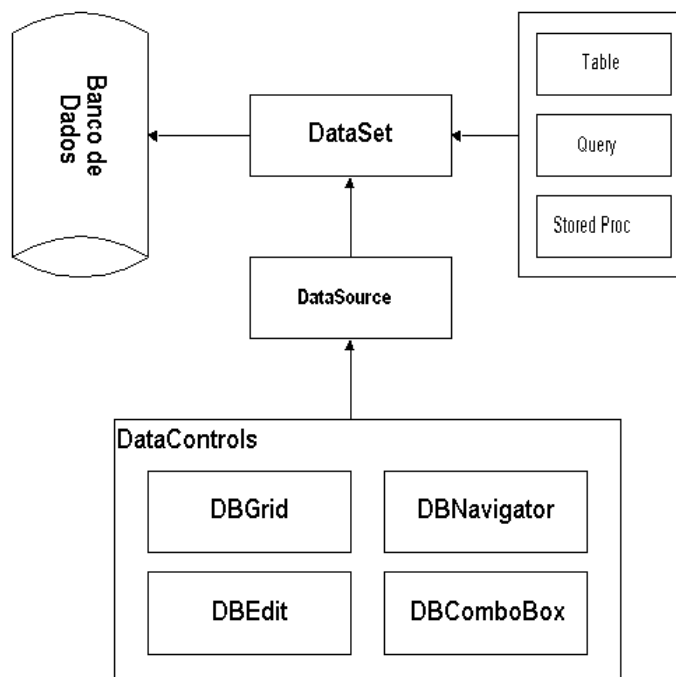 Banco de
Dados
DataSet
Table
Query
Stored Proc
DataSource
DataControls
DBGrid
DBNavigator
DBEdit
DBComboBox